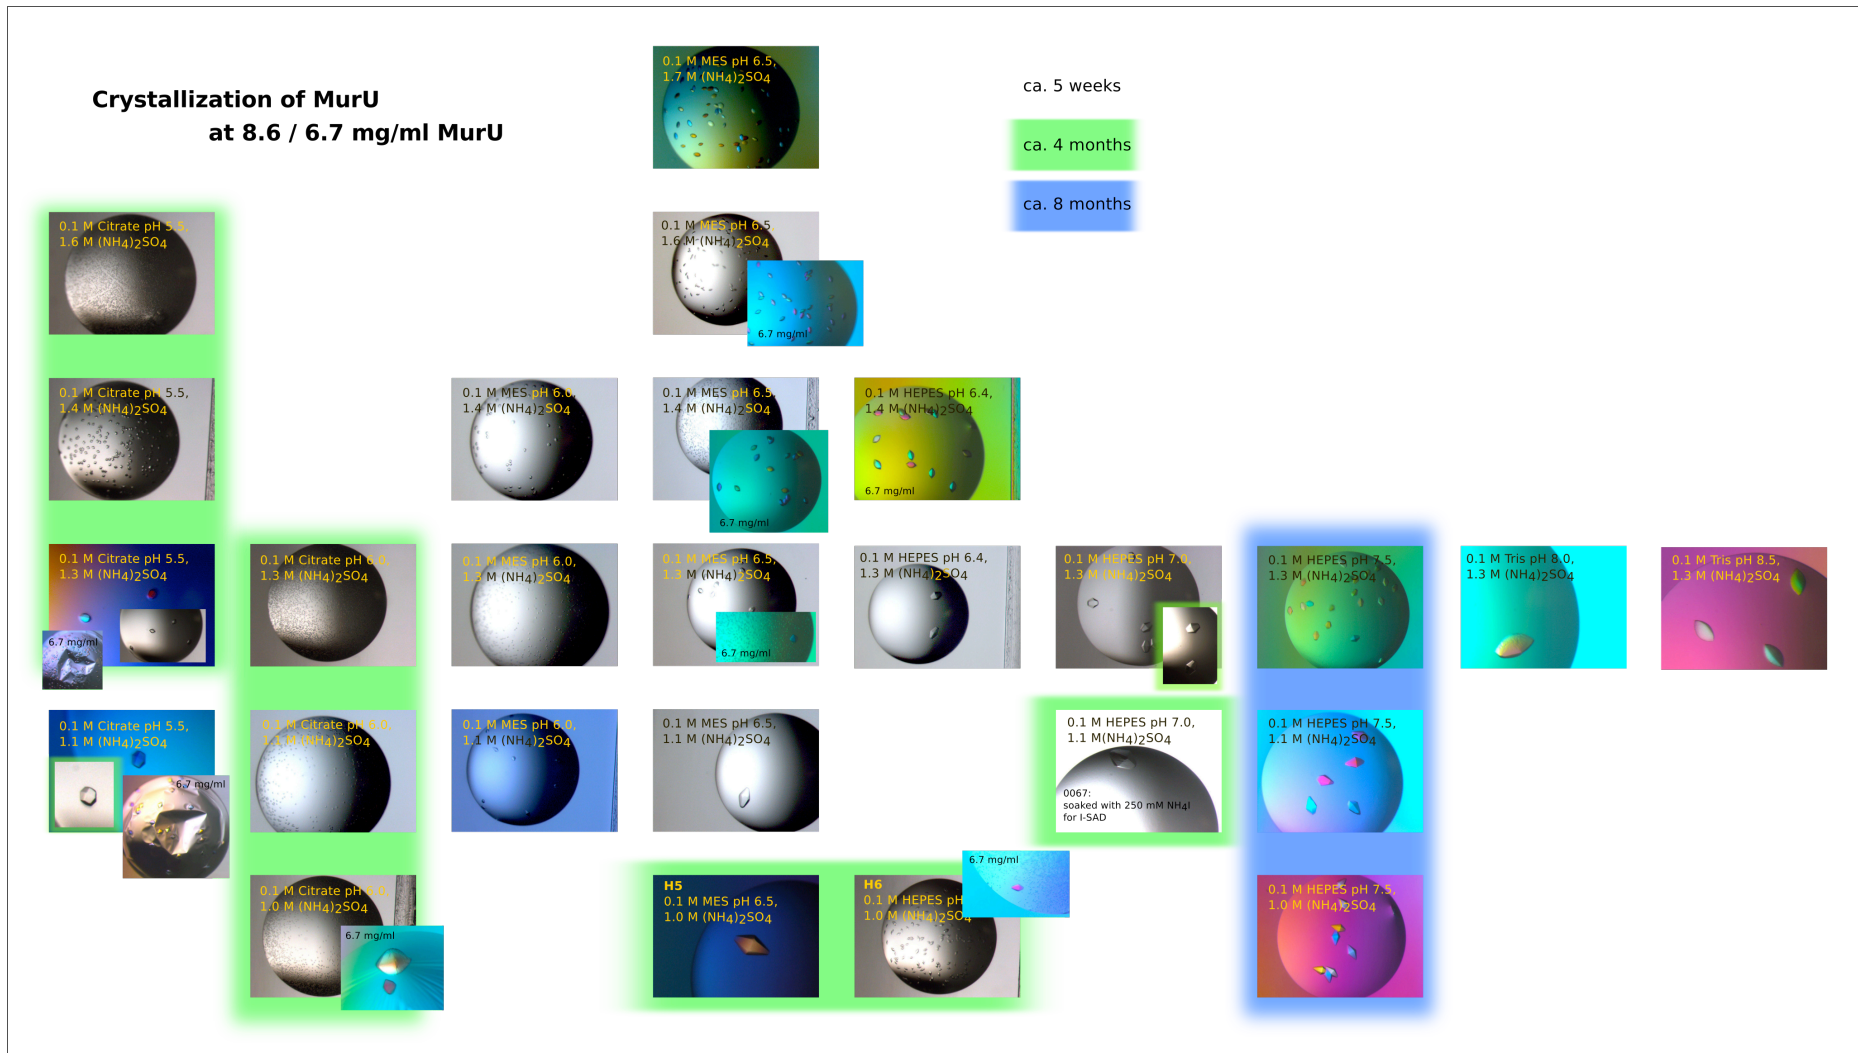 Crystallization of MurU
at 8.6 / 6.7 mg/ml MurU
0.1 M MES pH 6.5,
1.7 M (NH4)2SO4
ca. 5 weeks
ca. 4 months
ca. 8 months
0.1 M Citrate pH 5.5,
1.6 M (NH4)2SO4
0.1 M MES pH 6.5,
1.6 M (NH4)2SO4
6.7 mg/ml
0.1 M Citrate pH 5.5,
1.4 M (NH4)2SO4
0.1 M MES pH 6.0,
1.4 M (NH4)2SO4
0.1 M MES pH 6.5,
1.4 M (NH4)2SO4
6.7 mg/ml
0.1 M HEPES pH 6.4,
1.4 M (NH4)2SO4
6.7 mg/ml
0.1 M Citrate pH 5.5,
1.3 M (NH4)2SO4
6.7 mg/ml
0.1 M Citrate pH 6.0,
1.3 M (NH4)2SO4
0.1 M MES pH 6.0,
1.3 M (NH4)2SO4
0.1 M MES pH 6.5,
1.3 M (NH4)2SO4
6.7 mg/ml
0.1 M HEPES pH 6.4,
1.3 M (NH4)2SO4
0.1 M HEPES pH 7.0,
1.3 M(NH4)2SO4
0.1 M HEPES pH 7.5,
1.3 M (NH4)2SO4
0.1 M Tris pH 8.0,
1.3 M (NH4)2SO4
0.1 M Tris pH 8.5,
1.3 M (NH4)2SO4
0.1 M Citrate pH 5.5,
1.1 M (NH4)2SO4
6.7 mg/ml
0.1 M Citrate pH 6.0,
1.1 M (NH4)2SO4
0.1 M MES pH 6.0,
1.1 M (NH4)2SO4
0.1 M MES pH 6.5,
1.1 M (NH4)2SO4
0.1 M HEPES pH 7.0,
1.1 M(NH4)2SO4
0067:
soaked with 250 mM NH4I
for I-SAD
0.1 M HEPES pH 7.5,
1.1 M (NH4)2SO4
0.1 M Citrate pH 6.0,
1.0 M (NH4)2SO4
6.7 mg/ml
H5
0.1 M MES pH 6.5,
1.0 M (NH4)2SO4
H6
0.1 M HEPES pH
1.0 M (NH4)2SO4
6.7 mg/ml
0.1 M HEPES pH 7.5,
1.0 M (NH4)2SO4